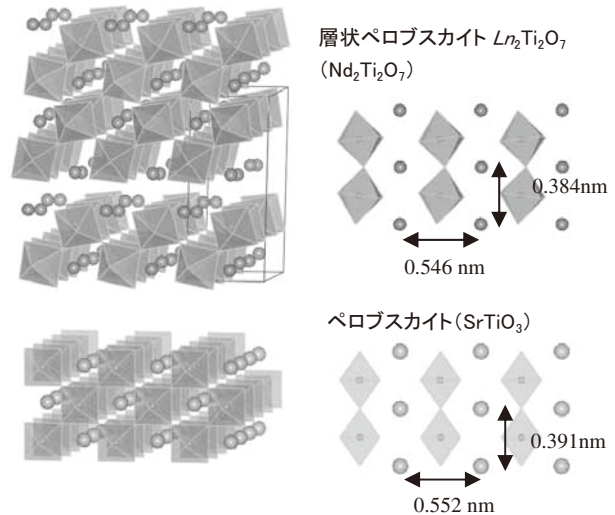 層状ペロブスカイト Ln₂Ti₂O₇
(Nd₂Ti₂O₇)
0.384nm
0.546 nm
ペロブスカイト(SrTiO₃)
0.391nm
0.552 nm